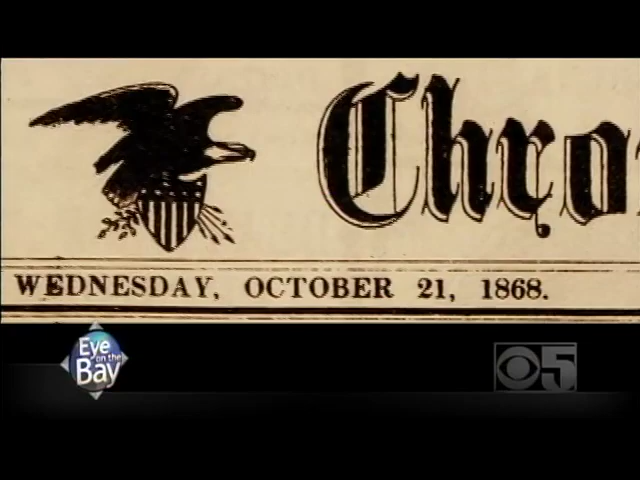 Chro
WEDNESDAY, OCTOBER 21, 1868.
Eye
on the
Bay
5